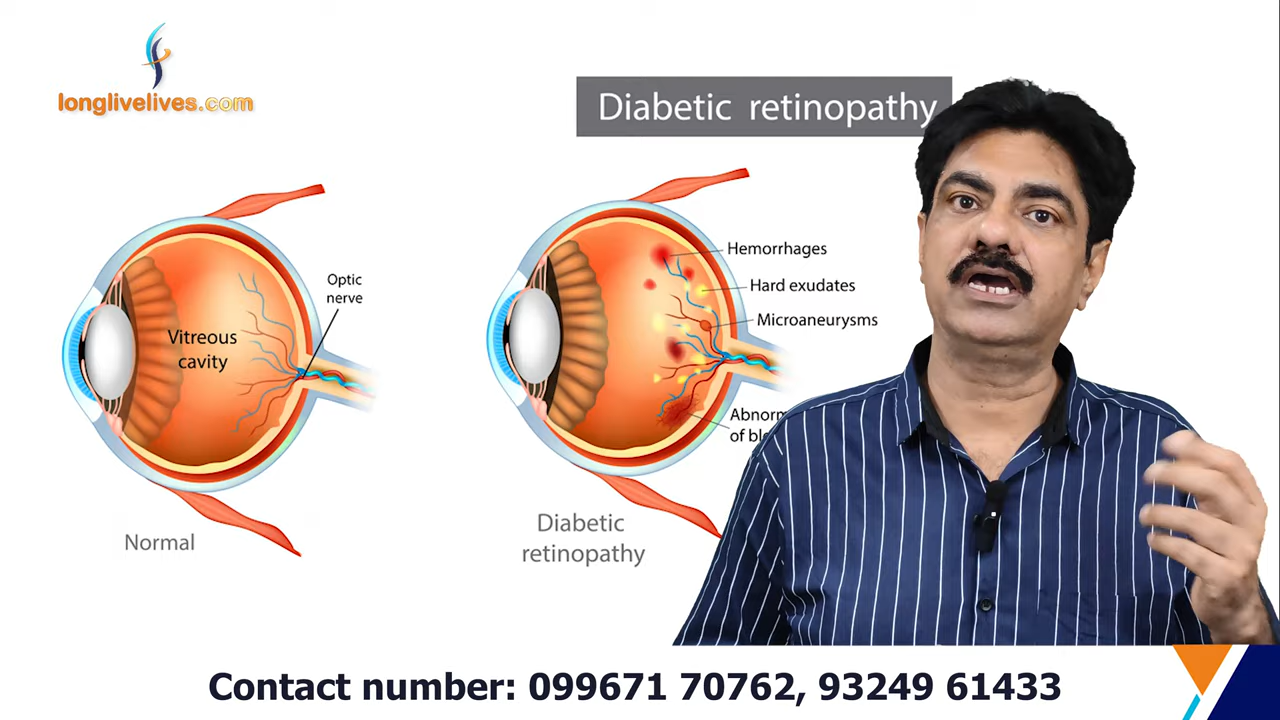 longlivelives.com
Diabetic retinopathy
Optic
nerve
Vitreous
cavity
Normal
Hemorrhages
Hard exudates
Microaneurysms
of
Diabetic
retinopathy
Contact number: 099671 70762, 93249 61433